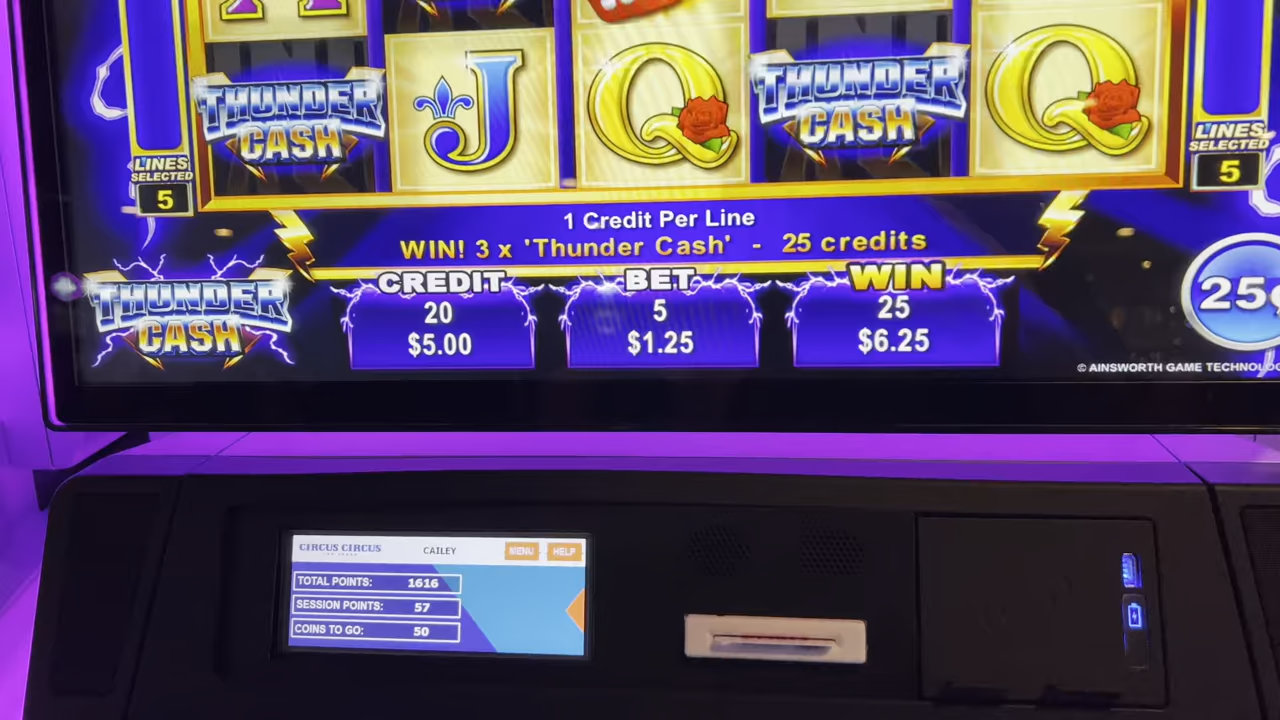 THUNDER
CASH
J
Q
THUNDER
CASH
Q
LINES
SELECTED
5
LINES
SELECTED
5
1 Credit Per Line
WIN! 3 x 'Thunder Cash' - 25 credits
THUNDER
CASH
CREDIT
20
$5.00
BET
5
$1.25
WIN
25
$6.25
25¢
© AINSWORTH GAME TECHNOLOG
CIRCUS CIRCUS
CAILEY
MENU
HELP
TOTAL POINTS: 1616
SESSION POINTS: 57
COINS TO GO: 50